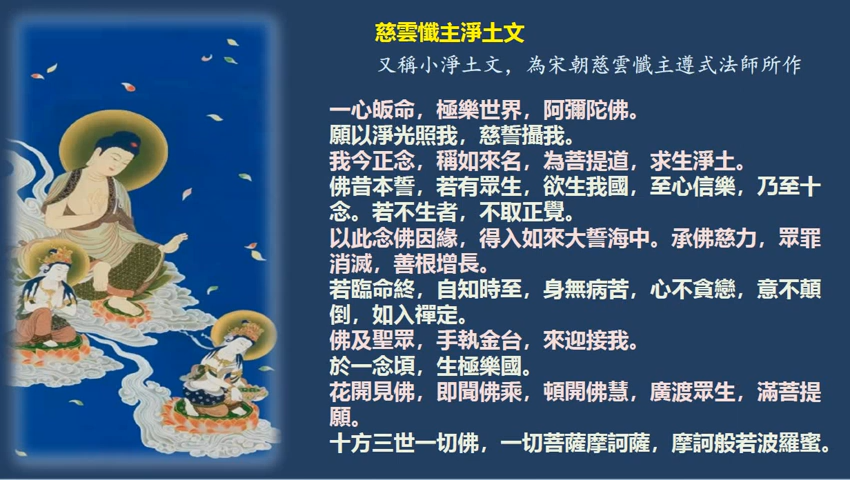 慈雲懺主淨土文
又稱小淨土文，為宋朝慈雲懺主遵式法師所作
一心皈命，極樂世界，阿彌陀佛。
願以淨光照我，慈誓攝我。
我今正念，稱如來名，為菩提道，求生淨土。
佛昔本誓，若有眾生，欲生我國，至心信樂，乃至十
念。若不生者，不取正覺。
以此念佛因緣，得入如來大誓海中。承佛慈力，眾罪
消滅，善根增長。
若臨命終，自知時至，身無病苦，心不貪戀，意不顛
倒，如入禪定。
佛及聖眾，手執金台，來迎接我。
於一念頃，生極樂國。
花開見佛，即聞佛乘，頓開佛慧，廣渡眾生，滿菩提
願。
十方三世一切佛，一切菩薩摩訶薩，摩訶般若波羅蜜。